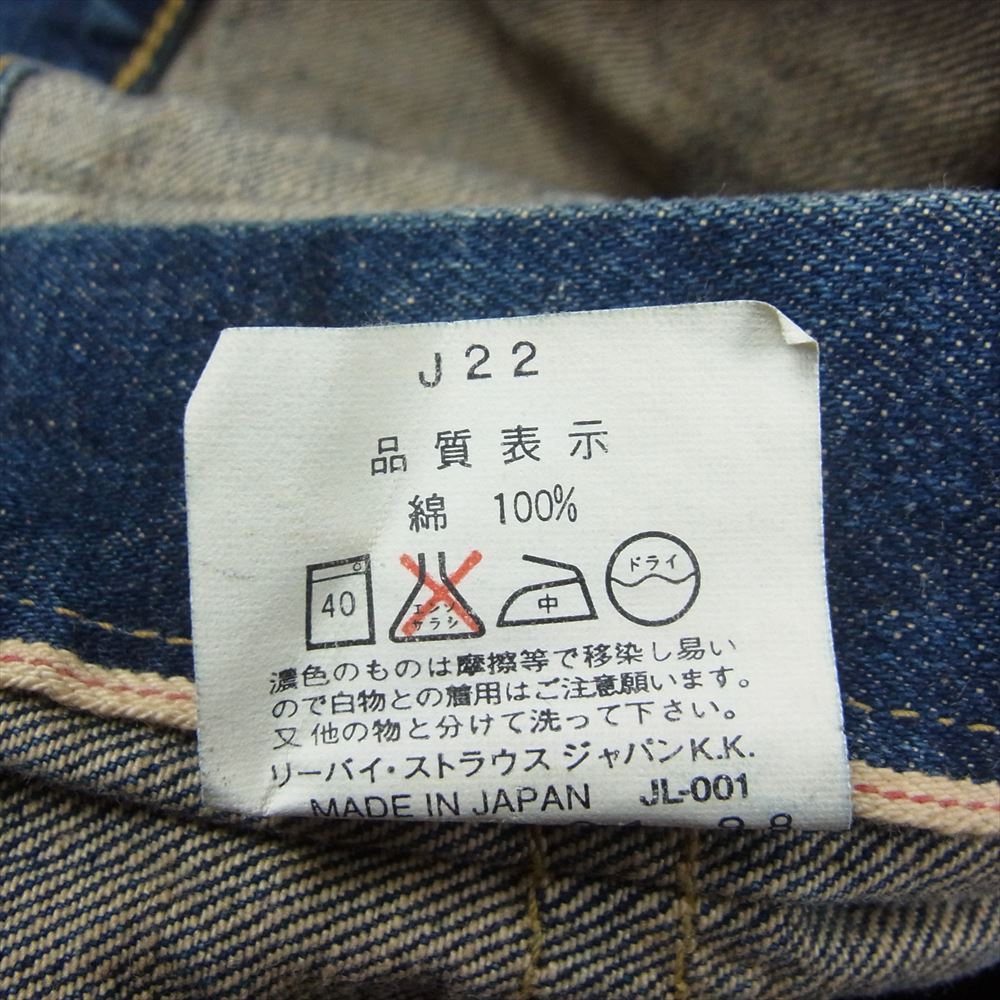 J22
品質表示
綿 100%
40 エンソ サラシ 中 ドライ
濃色のものは摩擦等で移染し易い
ので白物との着用はご注意願います。
又他の物と分けて洗って下さい。
リーバイ・ストラウス ジャパンK.K.
MADE IN JAPAN JL-001